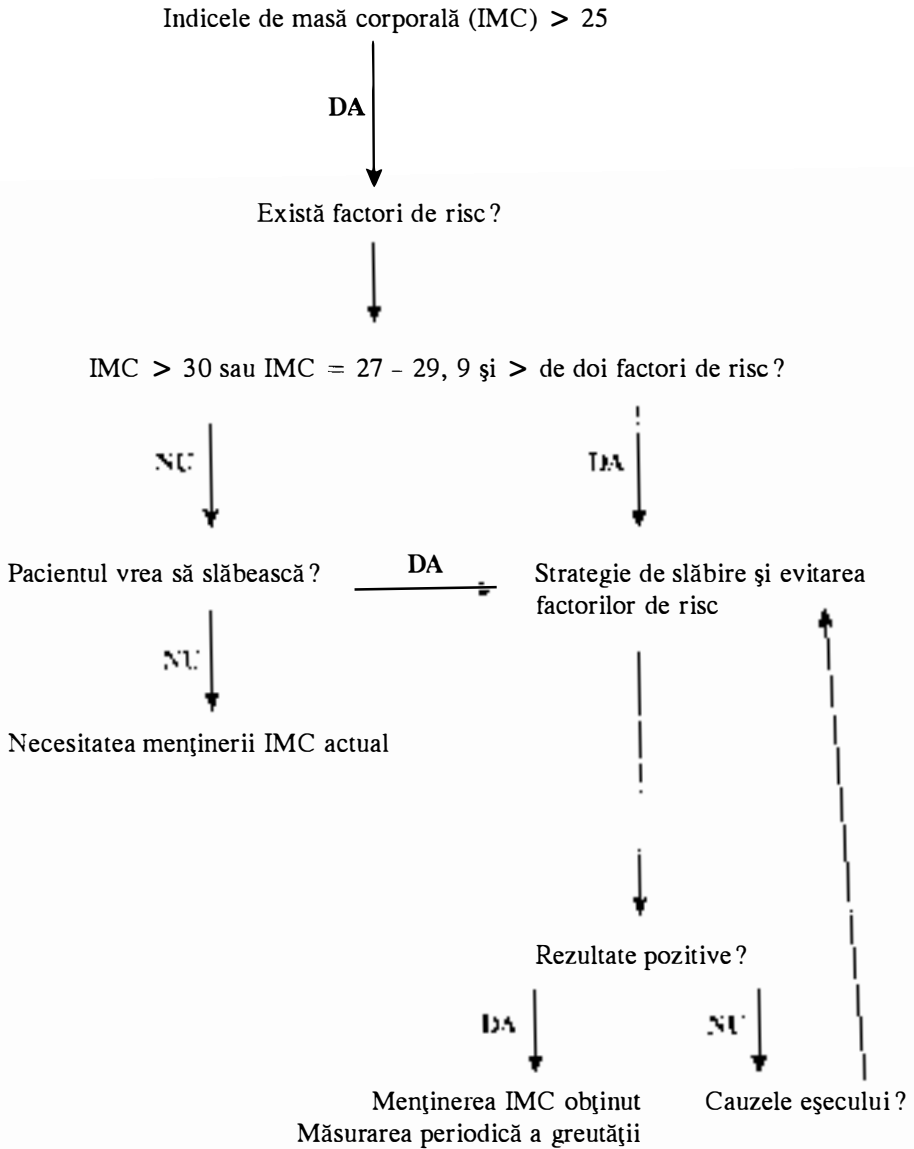 Indicele de masă corporală (IMC) > 25
DA
Există factori de risc?
IMC > 30 sau IMC = 27 – 29, 9 şi > de doi factori de risc?
NU
DA
Pacientul vrea să slăbească?
DA
Strategie de slăbire şi evitarea
factorilor de risc
NU
Necesitatea menţinerii IMC actual
Rezultate pozitive?
DA
NU
Menţinerea IMC obţinut
Măsurarea periodică a greutăţii
Cauzele eşecului?